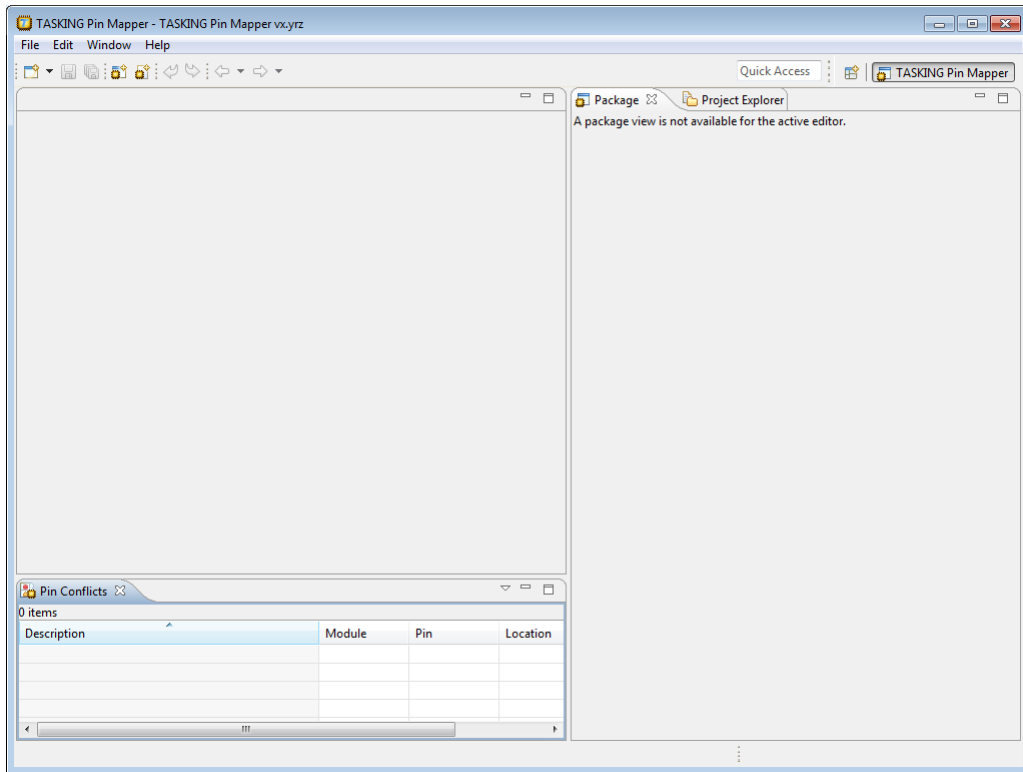 TASKING Pin Mapper - TASKING Pin Mapper vx.yrz
File Edit Window Help
Quick Access
TASKING Pin Mapper
Package
Project Explorer
A package view is not available for the active editor.
Pin Conflicts
0 items
Description Module Pin Location